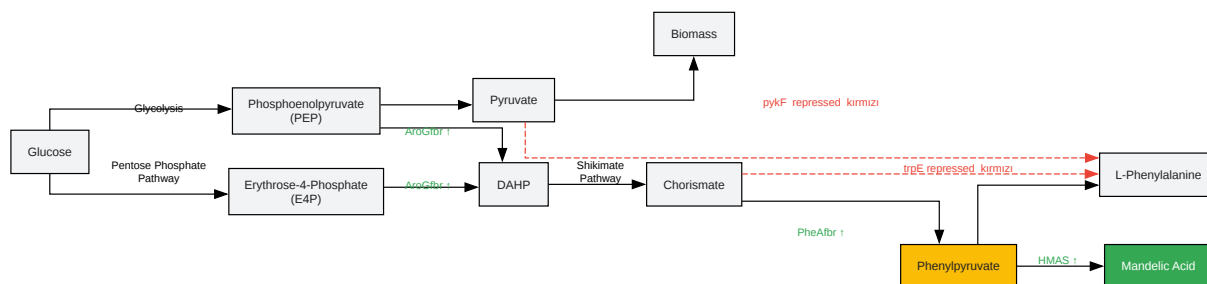 Biomass
Glycolysis
Phosphoenolpyruvate
(PEP)
Pyruvate
pykF repressed kırmızı
AroGfbr ↑
Glucose
Pentose Phosphate
Pathway
Erythrose-4-Phosphate
(E4P)
AroGfbr ↑
DAHP
Shikimate
Pathway
Chorismate
trpE repressed kırmızı
L-Phenylalanine
PheAfbr ↑
Phenylpyruvate
HMAS ↑
Mandelic Acid